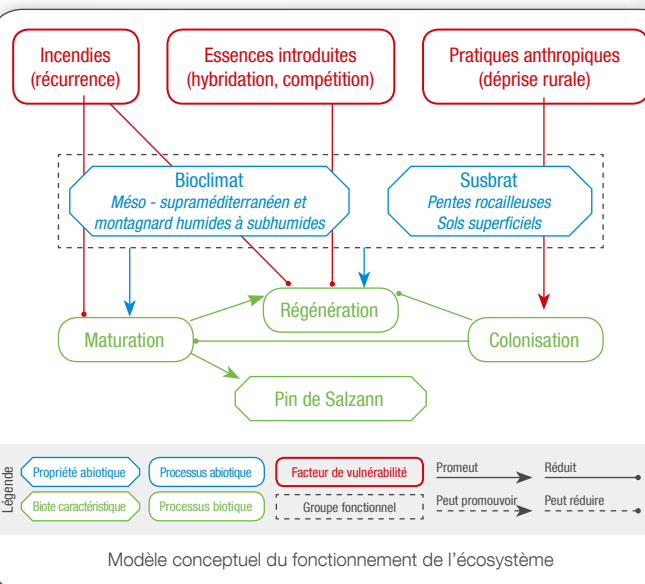 Incendies
(récurrence)
Essences introduites
(hybridation, compétition)
Pratiques anthropiques
(déprise rurale)
Bioclimat
Méso - supraméditerranéen et
montagnard humides à subhumides
Susbrat
Pentes rocailleuses
Sols superficiels
Régénération
Maturation
Colonisation
Pin de Salzann
Légende
Propriété abiotique
Processus abiotique
Facteur de vulnérabilité
Promeut
Réduit
Biote caractéristique
Processus biotique
Groupe fonctionnel
Peut promouvoir
Peut réduire
Modèle conceptuel du fonctionnement de l'écosystème